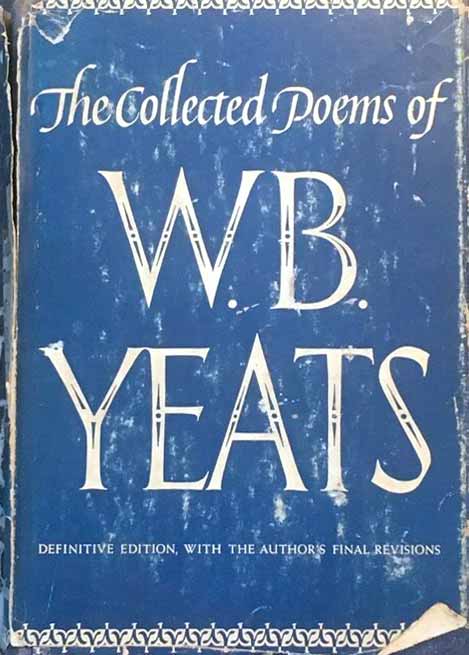 The Collected Poems of
W. B.
YEATS
DEFINITIVE EDITION, WITH THE AUTHOR'S FINAL REVISIONS